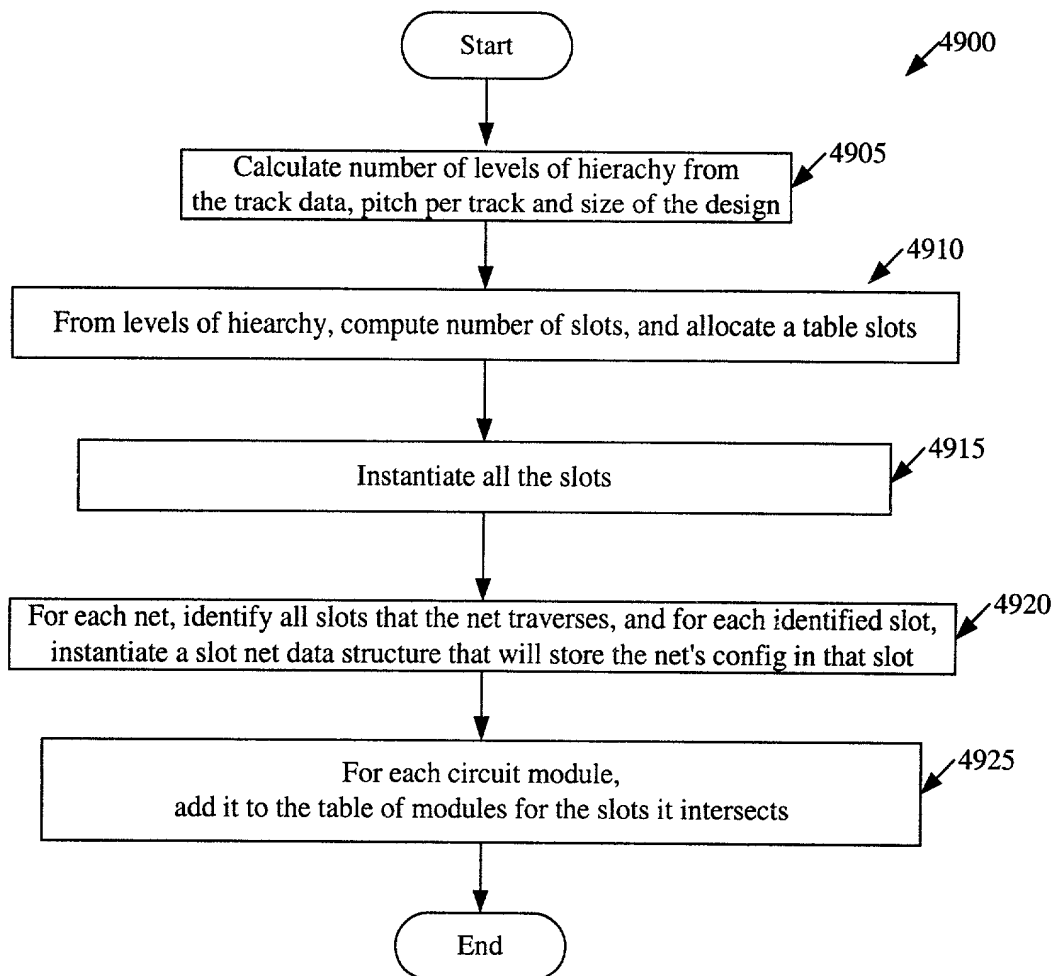 Start
4900
Calculate number of levels of hierachy from
the track data, pitch per track and size of the design
4905
4910
From levels of hiearchy, compute number of slots, and allocate a table slots
4915
Instantiate all the slots
For each net, identify all slots that the net traverses, and for each identified slot,
instantiate a slot net data structure that will store the net's config in that slot
4920
For each circuit module,
add it to the table of modules for the slots it intersects
4925
End